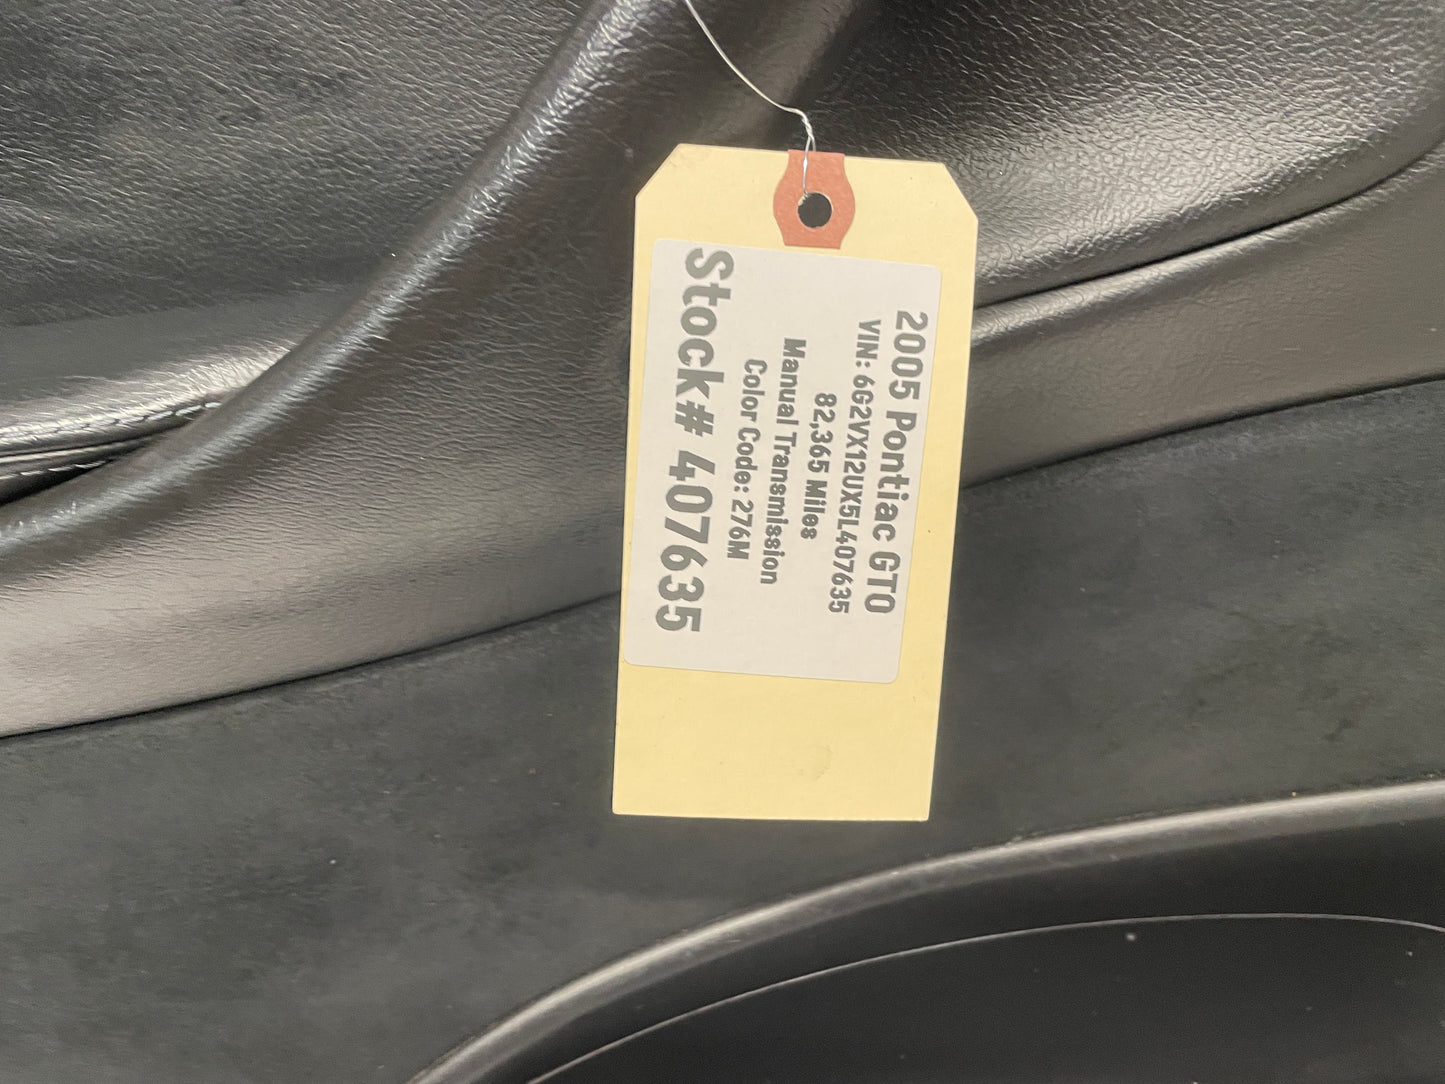 2005 Pontiac GTO
VIN: 6G2VX12UX5L407635
82,365 Miles
Manual Transmission
Color Code: 276M
Stock# 407635